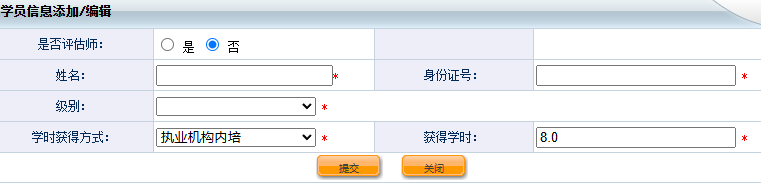 学员信息添加/编辑
是否评估师： 是 否
姓名： * 身份证号： *
级别： *
学时获得方式： 执业机构内培 * 获得学时： 8.0 *
提交 关闭